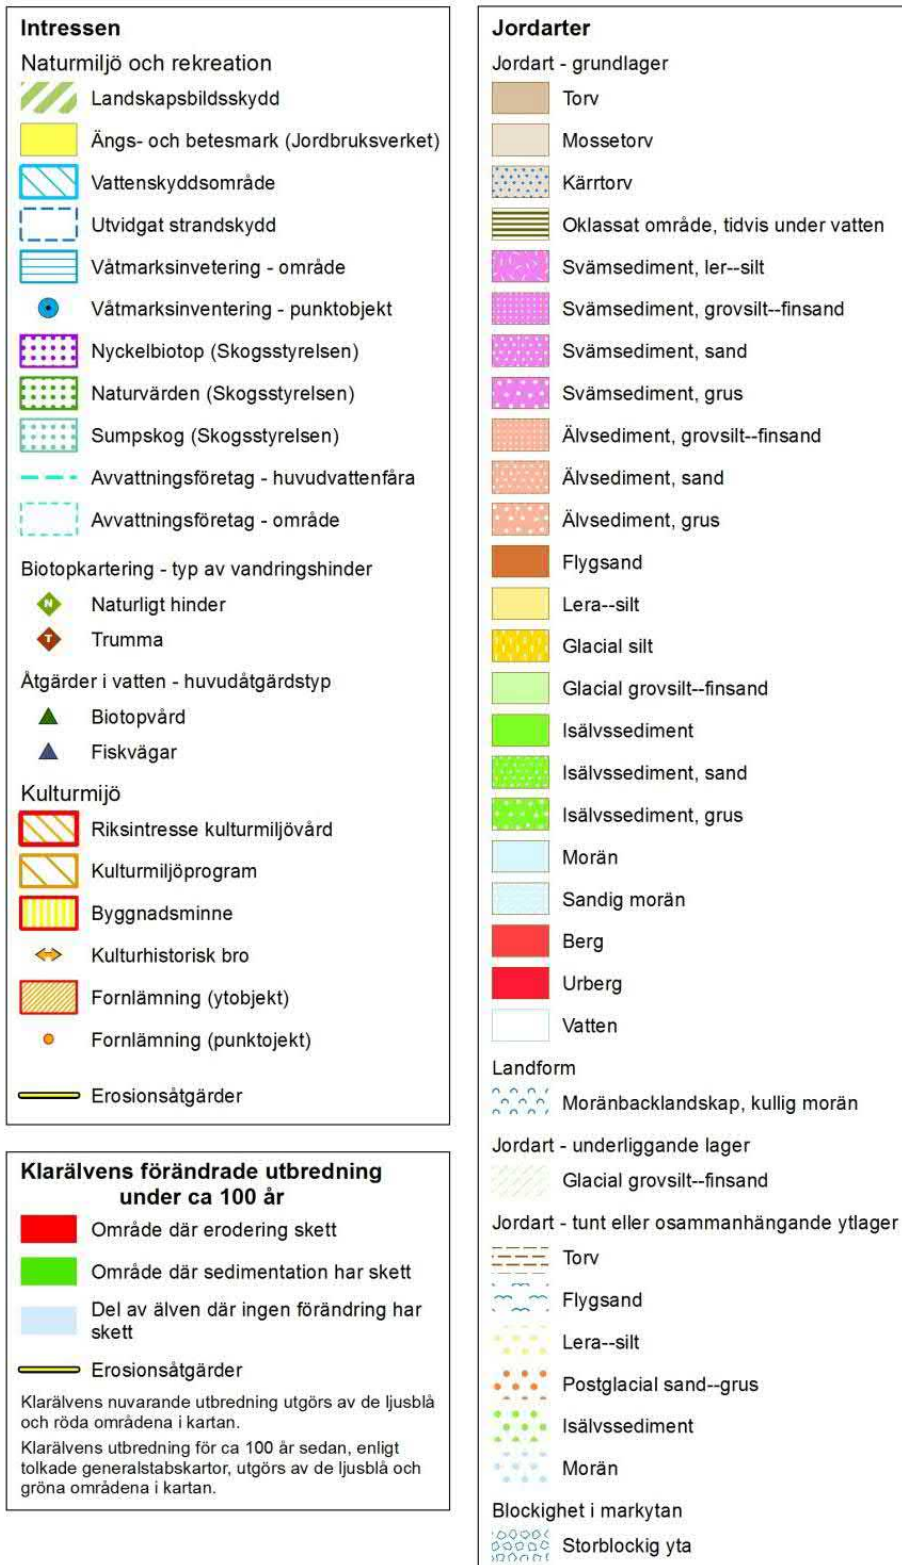 Intressen
Naturmiljö och rekreation
Landskapsbildsskydd
Ängs- och betesmark (Jordbruksverket)
Vattenskyddsområde
Utvidgat strandskydd
Våtmarksinvetering - område
Våtmarksinventering - punktobjekt
Nyckelbiotop (Skogsstyrelsen)
Naturvärden (Skogsstyrelsen)
Sumpskog (Skogsstyrelsen)
Avvattningsföretag - huvudvattenfåra
Avvattningsföretag - område
Biotopkartering - typ av vandringshinder
N Naturligt hinder
T Trumma
Åtgärder i vatten - huvudåtgärdstyp
Biotopvård
Fiskvägar
Kulturmijö
Riksintresse kulturmiljövård
Kulturmiljöprogram
Byggnadsminne
Kulturhistorisk bro
Fornlämning (ytobjekt)
Fornlämning (punktojekt)
Erosionsåtgärder
Klarälvens förändrade utbredning
under ca 100 år
Område där erodering skett
Område där sedimentation har skett
Del av älven där ingen förändring har
skett
Erosionsåtgärder
Klarälvens nuvarande utbredning utgörs av de ljusblå
och röda områdena i kartan.
Klarälvens utbredning för ca 100 år sedan, enligt
tolkade generalstabskartor, utgörs av de ljusblå och
gröna områdena i kartan.
Jordarter
Jordart - grundlager
Torv
Mossetorv
Kärrtorv
Oklassat område, tidvis under vatten
Svämsediment, ler--silt
Svämsediment, grovsilt--finsand
Svämsediment, sand
Svämsediment, grus
Älvsediment, grovsilt--finsand
Älvsediment, sand
Älvsediment, grus
Flygsand
Lera--silt
Glacial silt
Glacial grovsilt--finsand
Isälvssediment
Isälvssediment, sand
Isälvssediment, grus
Morän
Sandig morän
Berg
Urberg
Vatten
Landform
Moränbacklandskap, kullig morän
Jordart - underliggande lager
Glacial grovsilt--finsand
Jordart - tunt eller osammanhängande ytlager
Torv
Flygsand
Lera--silt
Postglacial sand--grus
Isälvssediment
Morän
Blockighet i markytan
Storblockig yta